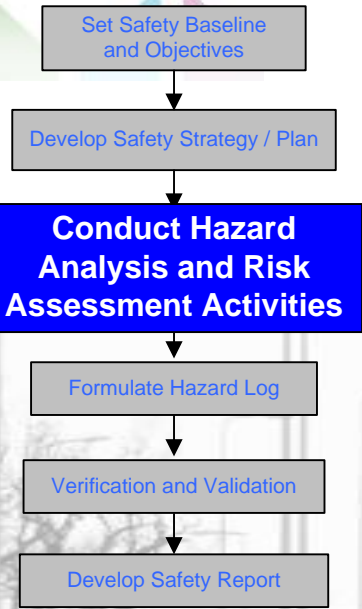 Set Safety Baseline
and Objectives
Develop Safety Strategy / Plan
Conduct Hazard
Analysis and Risk
Assessment Activities
Formulate Hazard Log
Verification and Validation
Develop Safety Report